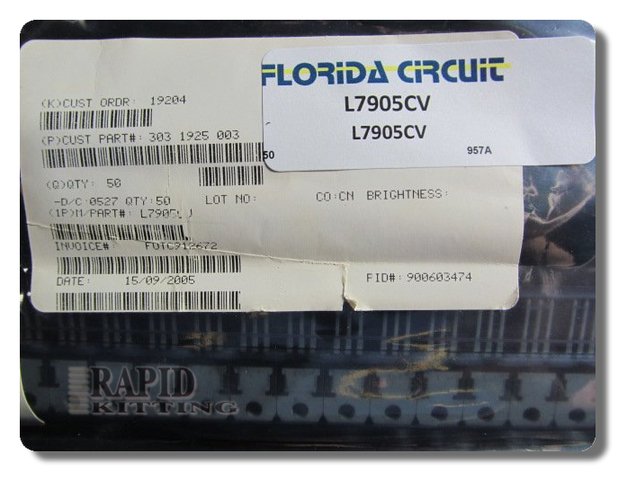 FLORIDA CIRCUIT
L7905CV
L7905CV
50
957A
(K)CUST ORDR: 19204
(P)CUST PART#: 303 1925 003
(Q)QTY: 50
-D/C:0527 QTY:50 LOT NO: CO:CN BRIGHTNESS:
(1P)M/PART#:
INVOICE#
DATE: 15/09/2005 FID#: 900603474
RAPID
KITTING